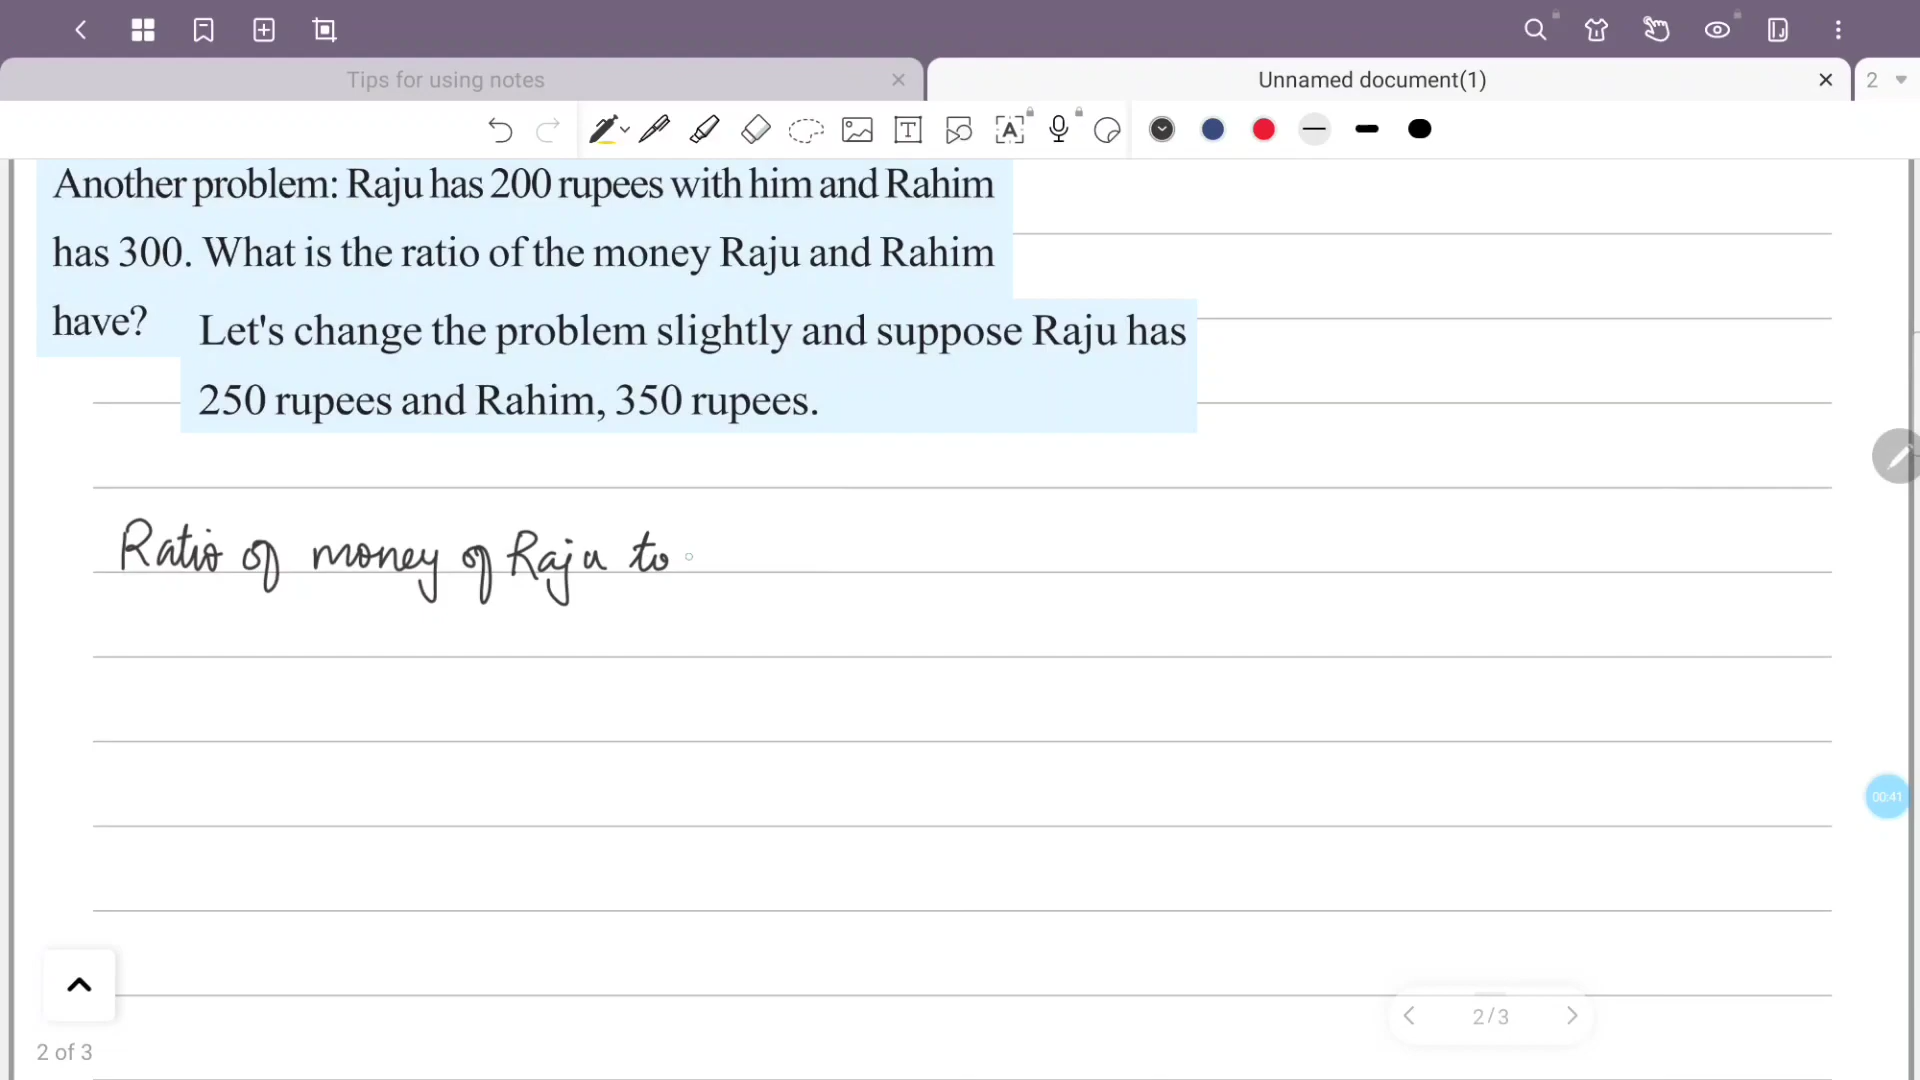 Tips for using notes
Unnamed document(1)
2
Another problem: Raju has 200 rupees with him and Rahim
has 300. What is the ratio of the money Raju and Rahim
have?
Let's change the problem slightly and suppose Raju has
250 rupees and Rahim, 350 rupees.
Ratio of money of Raju to
00:41
2/3
2 of 3